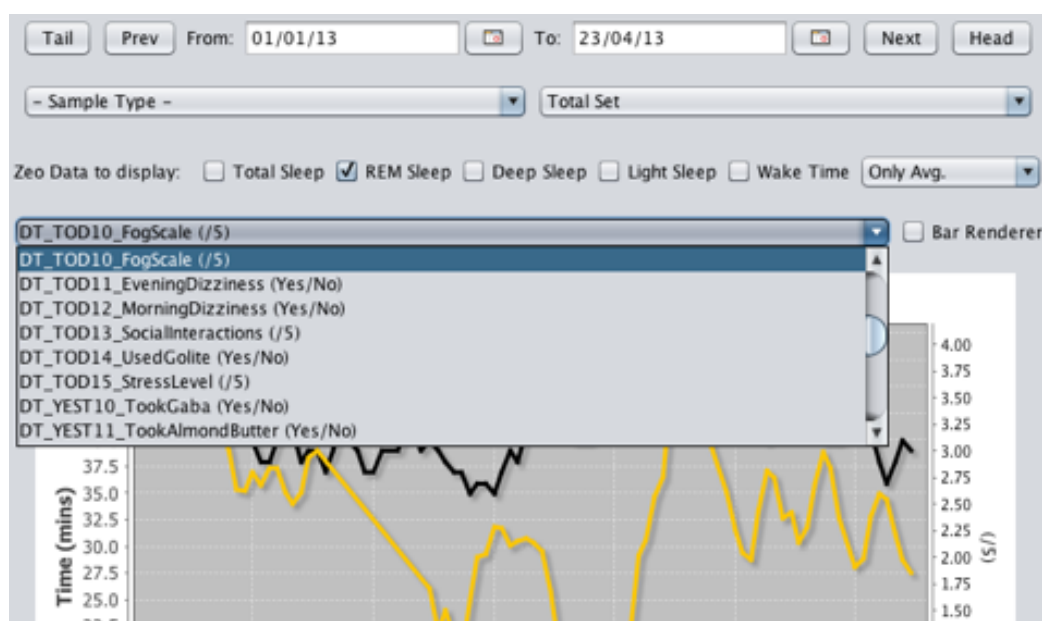 Tail Prev From: 01/01/13 To: 23/04/13 Next Head
- Sample Type - Total Set
Zeo Data to display: Total Sleep REM Sleep Deep Sleep Light Sleep Wake Time Only Avg.
DT_TOD10_FogScale (/5) Bar Renderer
DT_TOD10_FogScale (/5)
DT_TOD11_EveningDizziness (Yes/No)
DT_TOD12_MorningDizziness (Yes/No)
DT_TOD13_SocialInteractions (/5)
DT_TOD14_UsedGolite (Yes/No)
DT_TOD15_StressLevel (/5)
DT_YEST10_TookGaba (Yes/No)
DT_YEST11_TookAlmondButter (Yes/No)
Time (mins)
37.5
35.0
32.5
30.0
27.5
25.0
4.00
3.75
3.50
3.25
3.00
2.75
2.50
2.25
2.00
1.75
1.50
(/5)